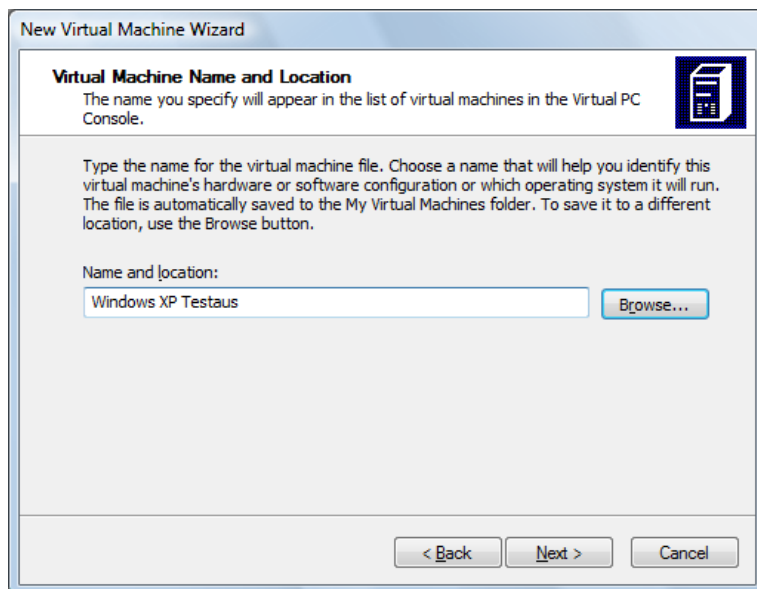 New Virtual Machine Wizard
Virtual Machine Name and Location
The name you specify will appear in the list of virtual machines in the Virtual PC
Console.
Type the name for the virtual machine file. Choose a name that will help you identify this
virtual machine's hardware or software configuration or which operating system it will run.
The file is automatically saved to the My Virtual Machines folder. To save it to a different
location, use the Browse button.
Name and location:
Windows XP Testaus
Browse...
< Back
Next >
Cancel